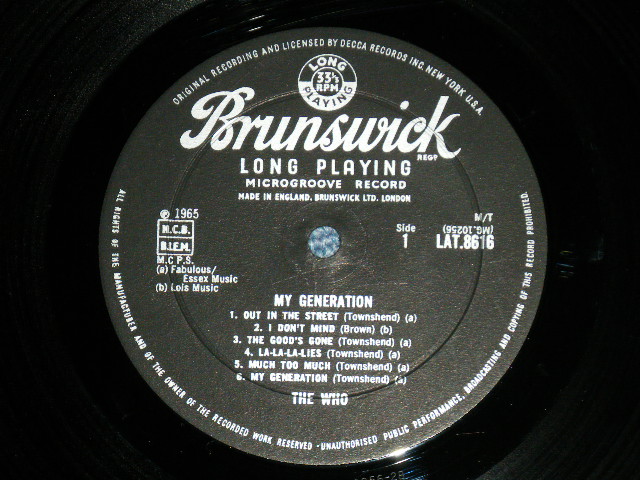 ORIGINAL RECORDING AND LICENSED BY DECCA RECORDS INC. NEW YORK U.S.A.
LONG
33⅓
RPM
PLAYING
Brunswick
REGD
LONG PLAYING
MICROGROOVE RECORD
MADE IN ENGLAND. BRUNSWICK LTD. LONDON
℗ 1965
N.C.B.
B.I.E.M.
M.C.P.S.
(a) Fabulous/
Essex Music
(b) Lois Music
Side
1
M/T
(MG.10256)
LAT.8616
MY GENERATION
1. OUT IN THE STREET (Townshend) (a)
2. I DON'T MIND (Brown) (b)
3. THE GOOD'S GONE (Townshend) (a)
4. LA-LA-LA-LIES (Townshend) (a)
5. MUCH TOO MUCH (Townshend) (a)
6. MY GENERATION (Townshend) (a)
THE WHO
ALL RIGHTS OF THE MANUFACTURER AND OF THE OWNER OF THE RECORDED WORK RESERVED · UNAUTHORISED PUBLIC PERFORMANCE, BROADCASTING AND COPYING OF THIS RECORD PROHIBITED.